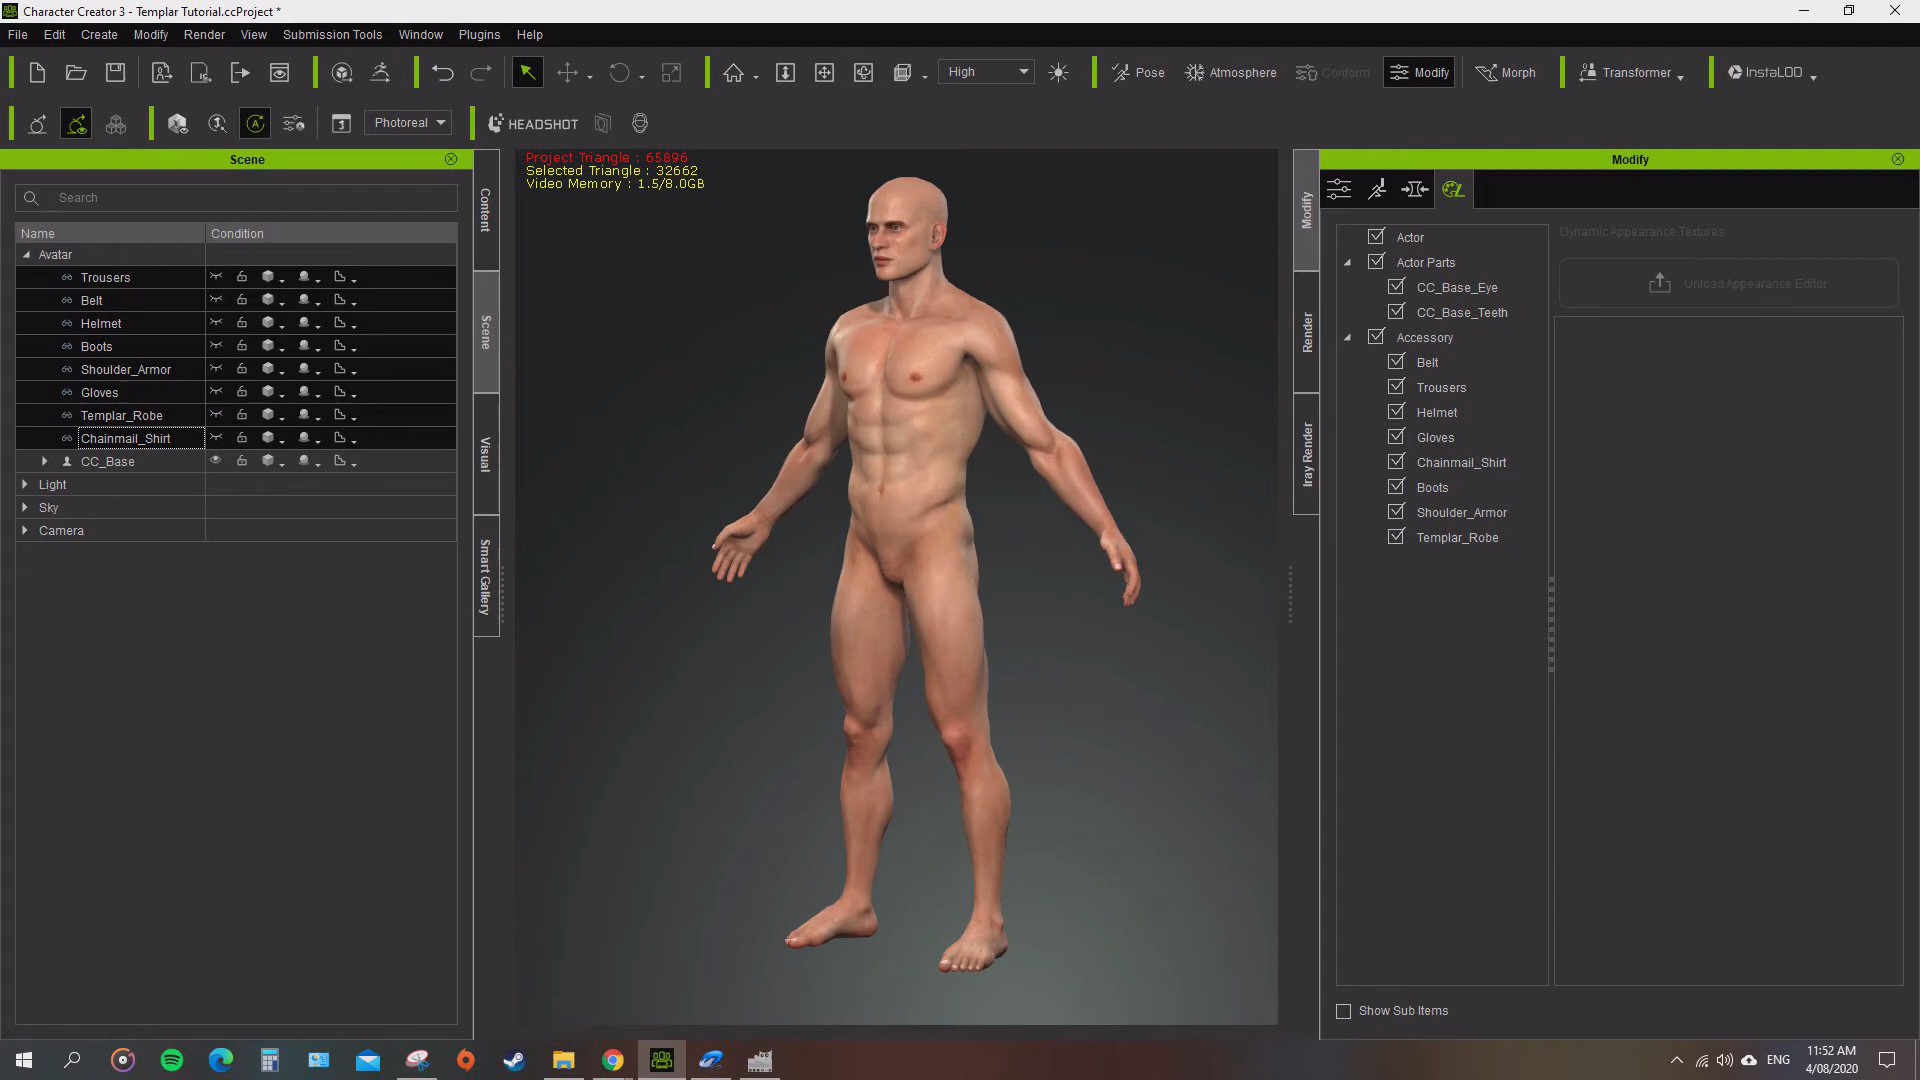 Character Creator 3 - Templar Tutorial.ccProject *
File Edit Create Modify Render View Submission Tools Window Plugins Help
High Pose Atmosphere Conform Modify Morph Transformer InstaLOD
Photoreal HEADSHOT
Scene
Search
Name Condition
Avatar
Trousers
Belt
Helmet
Boots
Shoulder_Armor
Gloves
Templar_Robe
Chainmail_Shirt
CC_Base
Light
Sky
Camera
Content
Scene
Visual
Smart Gallery
Project Triangle : 65896
Selected Triangle : 32662
Video Memory : 1.5/8.0GB
Modify
Render
Iray Render
Modify
Actor
Actor Parts
CC_Base_Eye
CC_Base_Teeth
Accessory
Belt
Trousers
Helmet
Gloves
Chainmail_Shirt
Boots
Shoulder_Armor
Templar_Robe
Dynamic Appearance Textures
Unload Appearance Editor
Show Sub Items
ENG
11:52 AM
4/08/2020